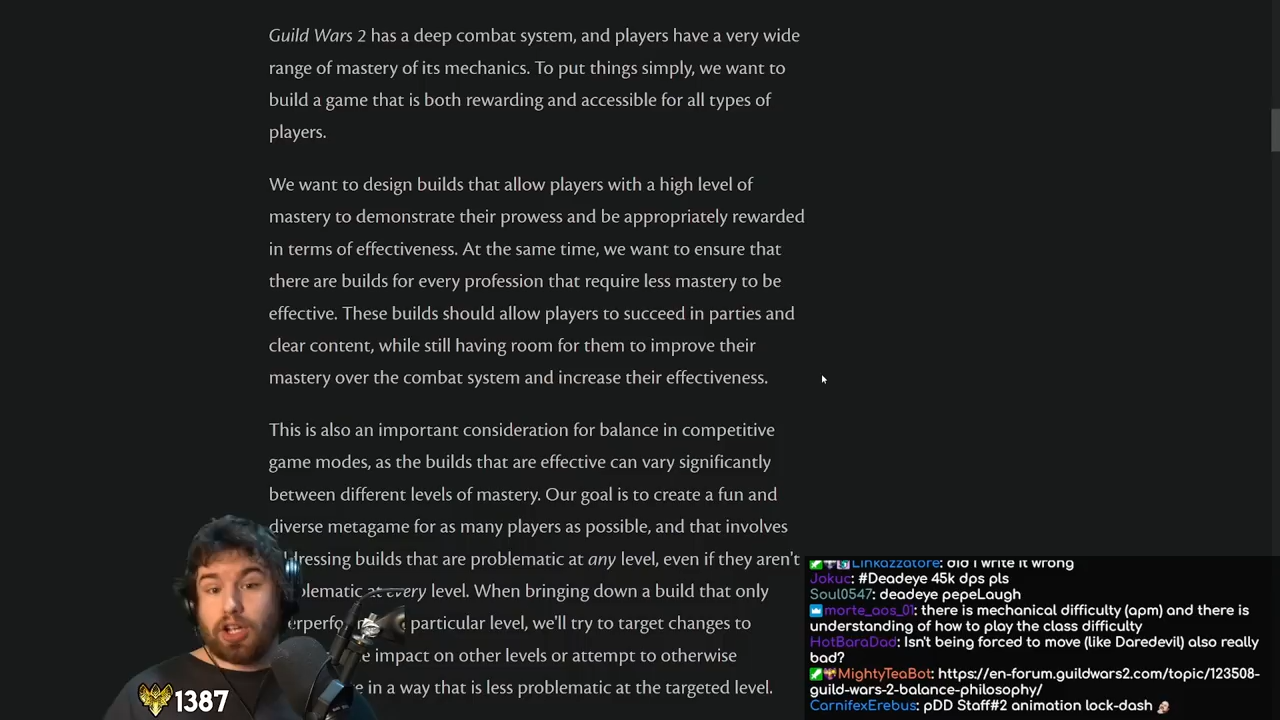 Guild Wars 2 has a deep combat system, and players have a very wide
range of mastery of its mechanics. To put things simply, we want to
build a game that is both rewarding and accessible for all types of
players.
We want to design builds that allow players with a high level of
mastery to demonstrate their prowess and be appropriately rewarded
in terms of effectiveness. At the same time, we want to ensure that
there are builds for every profession that require less mastery to be
effective. These builds should allow players to succeed in parties and
clear content, while still having room for them to improve their
mastery over the combat system and increase their effectiveness.
This is also an important consideration for balance in competitive
game modes, as the builds that are effective can vary significantly
between different levels of mastery. Our goal is to create a fun and
diverse metagame for as many players as possible, and that involves
builds that are problematic at any level, even if they aren't
at every level. When bringing down a build that only
particular level, we'll try to target changes to
impact on other levels or attempt to otherwise
in a way that is less problematic at the targeted level.
1387
Linkazzatore: did i write it wrong
Jokuc: #Deadeye 45k dps pls
Soul0547: deadeye pepeLaugh
morte_aos_01: there is mechanical difficulty (apm) and there is
understanding of how to play the class difficulty
HotBaraDad: Isn't being forced to move (like Daredevil) also really
bad?
MightyTeaBot: https://en-forum.guildwars2.com/topic/123508-
guild-wars-2-balance-philosophy/
CarnifexErebus: pDD Staff#2 animation lock-dash